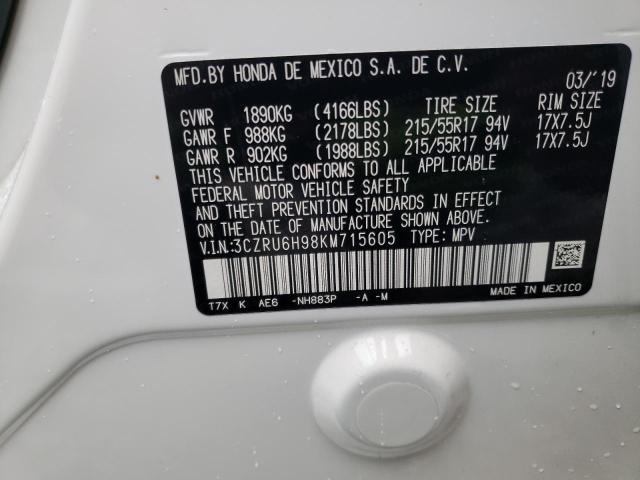 MFD.BY HONDA DE MEXICO S.A. DE C.V.
03/'19
GVWR 1890KG (4166LBS) TIRE SIZE RIM SIZE
GAWR F 988KG (2178LBS) 215/55R17 94V 17X7.5J
GAWR R 902KG (1988LBS) 215/55R17 94V 17X7.5J
THIS VEHICLE CONFORMS TO ALL APPLICABLE
FEDERAL MOTOR VEHICLE SAFETY
AND THEFT PREVENTION STANDARDS IN EFFECT
ON THE DATE OF MANUFACTURE SHOWN ABOVE.
V.I.N:3CZRU6H98KM715605 TYPE: MPV
T7X K AE6 -NH883P -A -M
MADE IN MEXICO